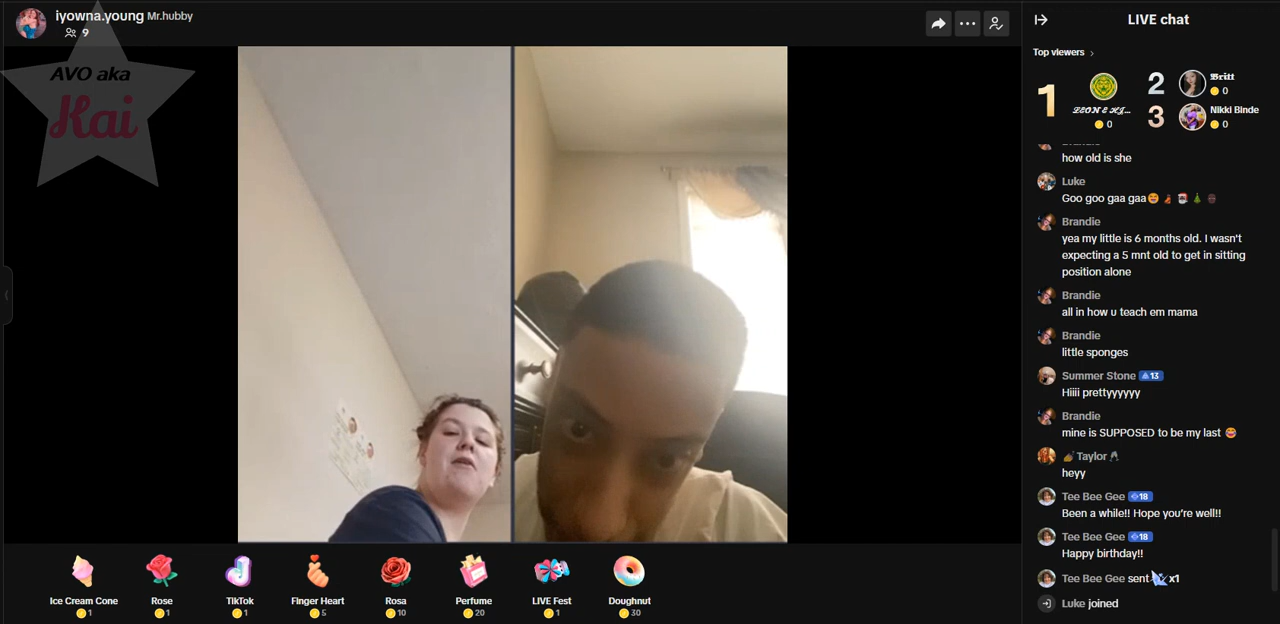 iyowna.young Mr.hubby
9
AVO aka
Kai
LIVE chat
Top viewers
1
0
2
Britt
0
3
Nikki Binde
0
how old is she
Luke
Goo goo gaa gaa😊 💃🏿 🎅🏿 🎄 👨🏿‍🦲
Brandie
yea my little is 6 months old. I wasn't
expecting a 5 mnt old to get in sitting
position alone
Brandie
all in how u teach em mama
Brandie
little sponges
Summer Stone 13
Hiiii prettyyyyyy
Brandie
mine is SUPPOSED to be my last 😅
Taylor
heyy
Tee Bee Gee 18
Been a while!! Hope you're well!!
Tee Bee Gee 18
Happy birthday!!
Tee Bee Gee sent x1
Luke joined
Ice Cream Cone
1
Rose
1
TikTok
1
Finger Heart
5
Rosa
10
Perfume
20
LIVE Fest
1
Doughnut
30